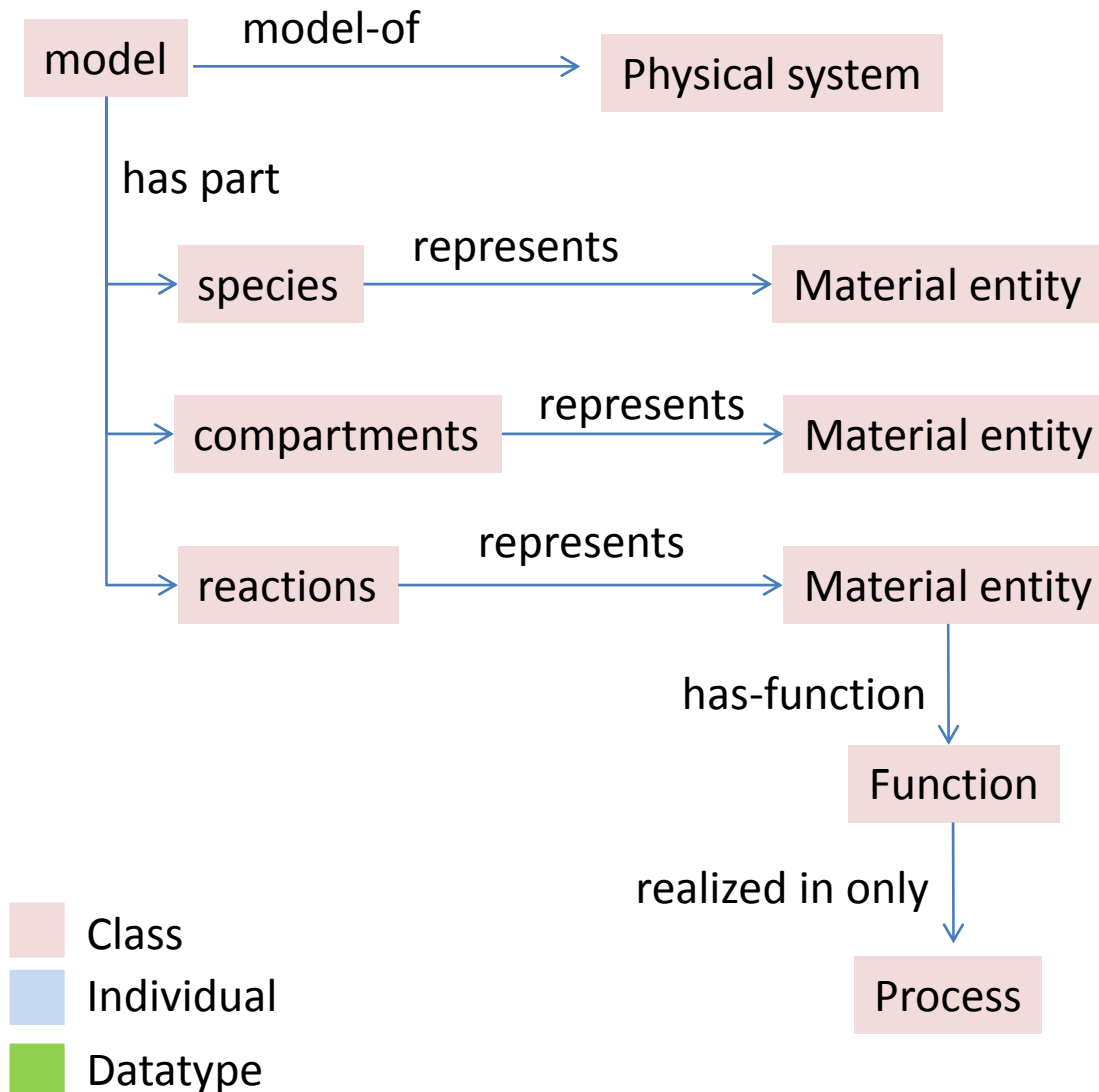 model
model-of
Physical system
has part
species
represents
Material entity
compartments
represents
Material entity
reactions
represents
Material entity
has-function
Function
realized in only
Process
Class
Individual
Datatype